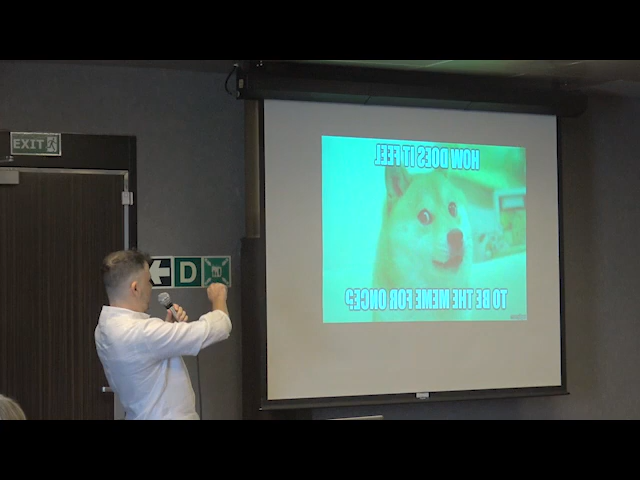 EXIT
D
HOW DOES IT FEEL
TO BE THE MEME FOR ONCE?